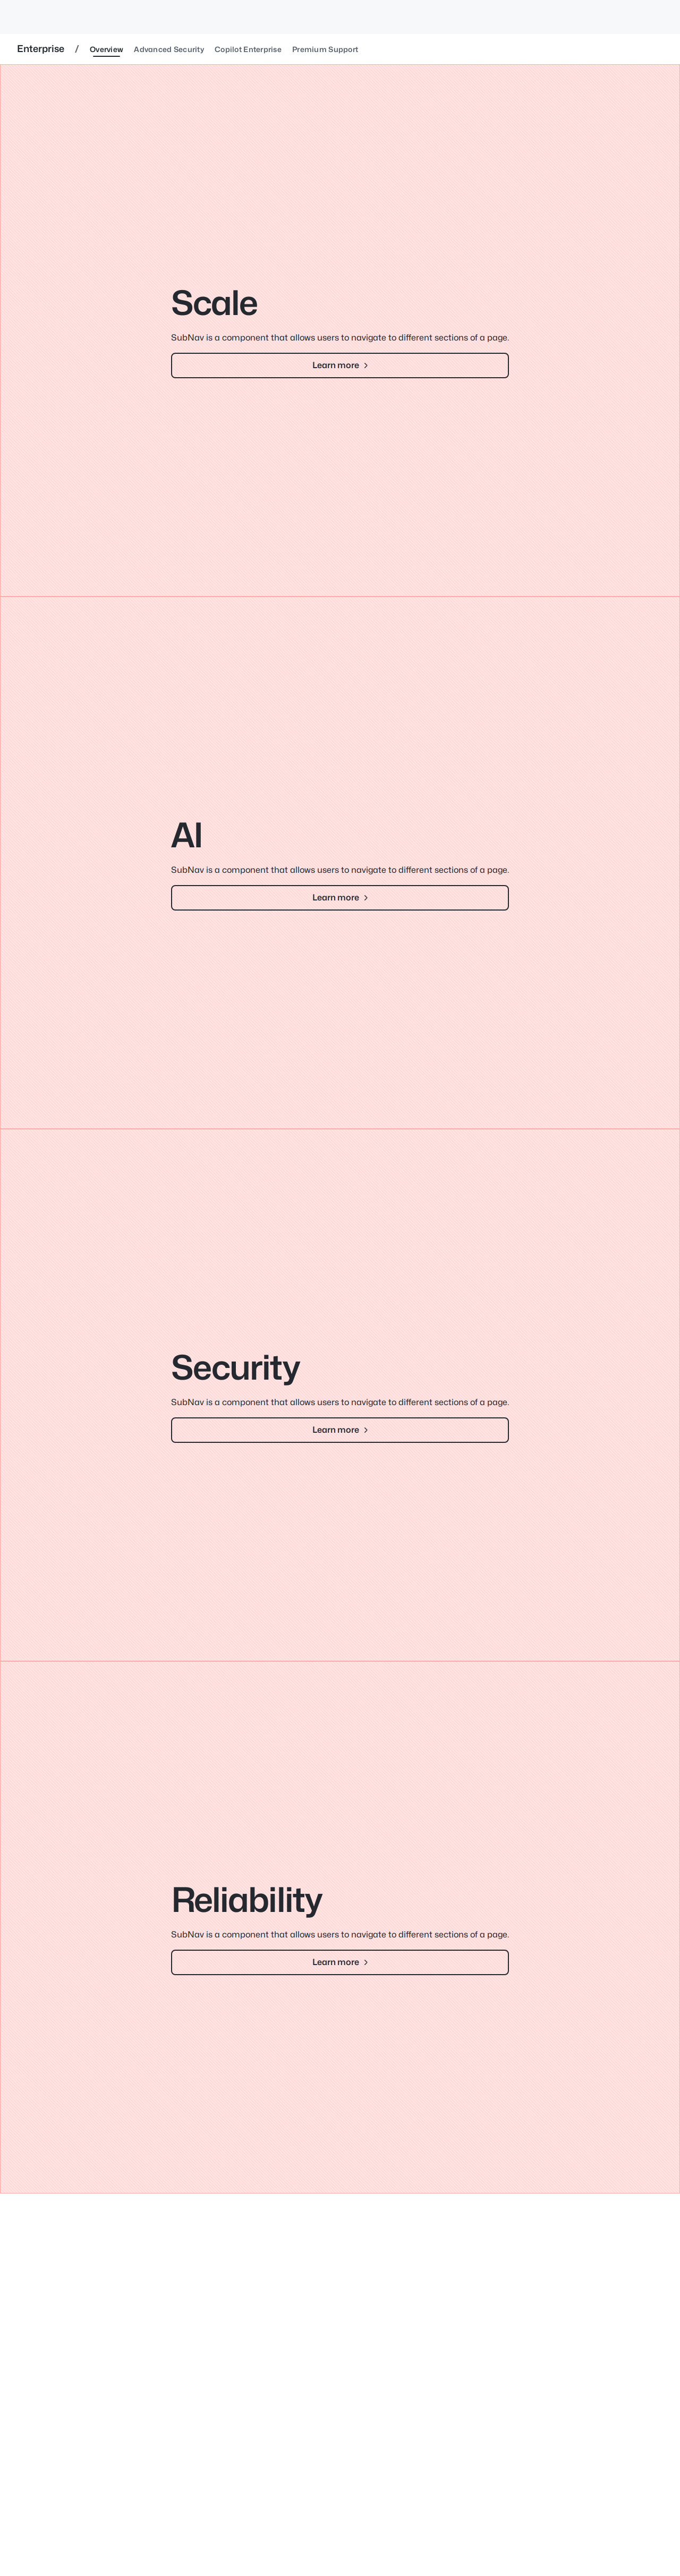 Enterprise / Overview Advanced Security Copilot Enterprise Premium Support
Scale
SubNav is a component that allows users to navigate to different sections of a page.
Learn more
AI
SubNav is a component that allows users to navigate to different sections of a page.
Learn more
Security
SubNav is a component that allows users to navigate to different sections of a page.
Learn more
Reliability
SubNav is a component that allows users to navigate to different sections of a page.
Learn more